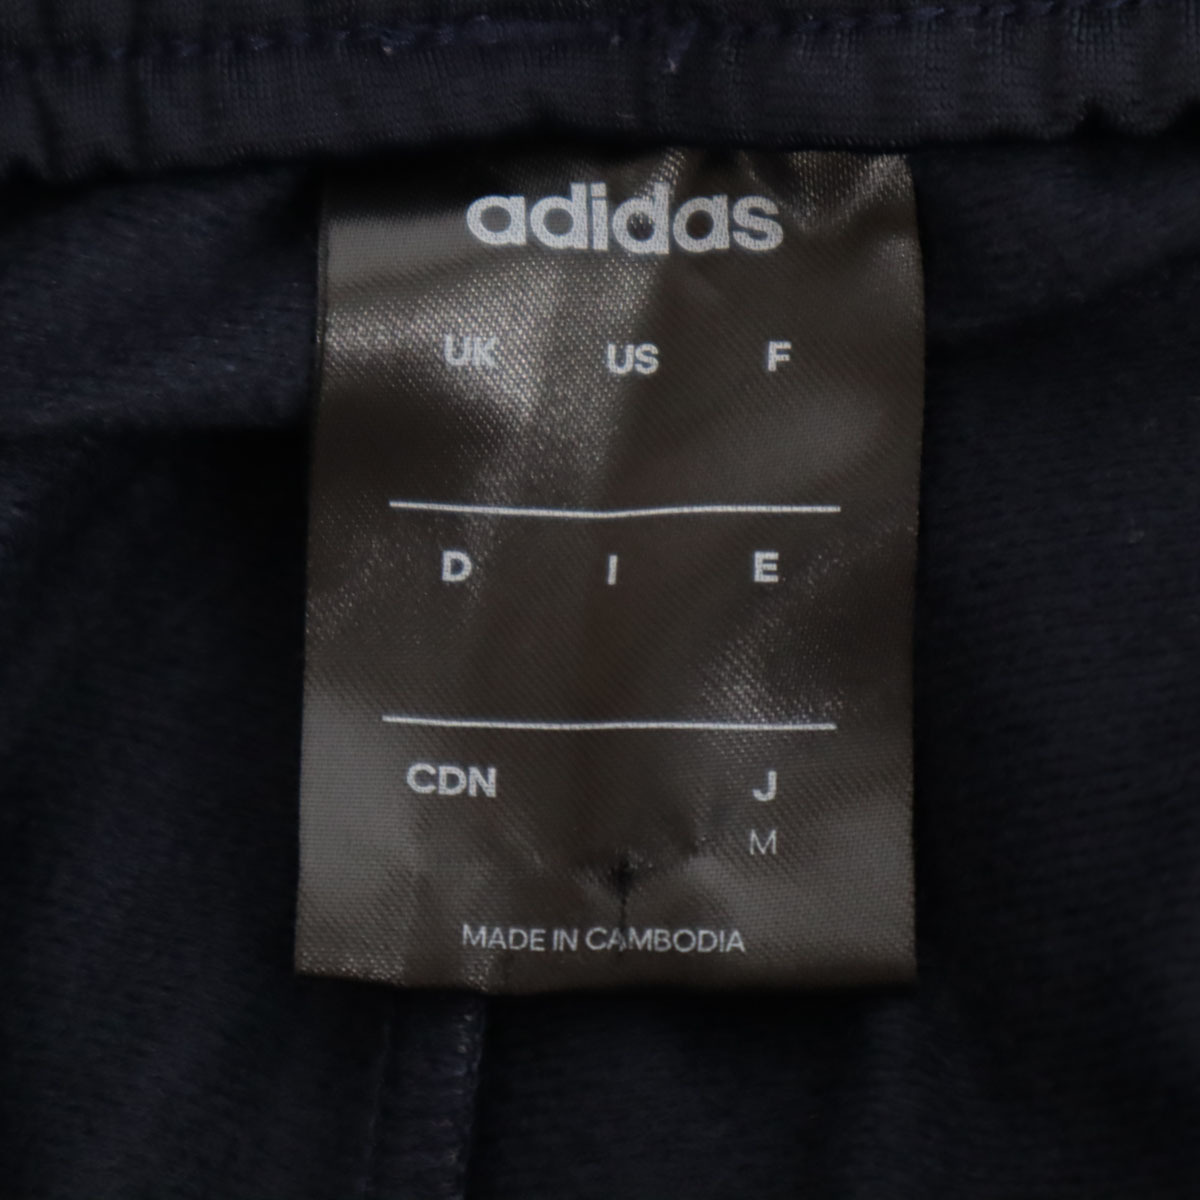 adidas
UK US F
D I E
CDN J
M
MADE IN CAMBODIA